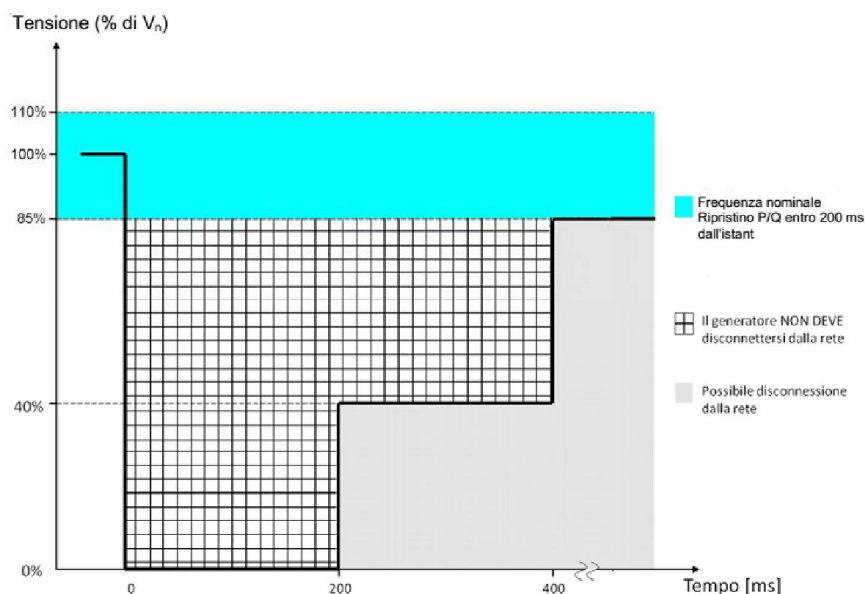 Tensione (% di Vn)
110%
100%
85%
40%
0%
0
200
400
Tempo [ms]
Frequenza nominale
Ripristino P/Q entro 200 ms
dall'istant
Il generatore NON DEVE
disconnettersi dalla rete
Possibile disconnessione
dalla rete